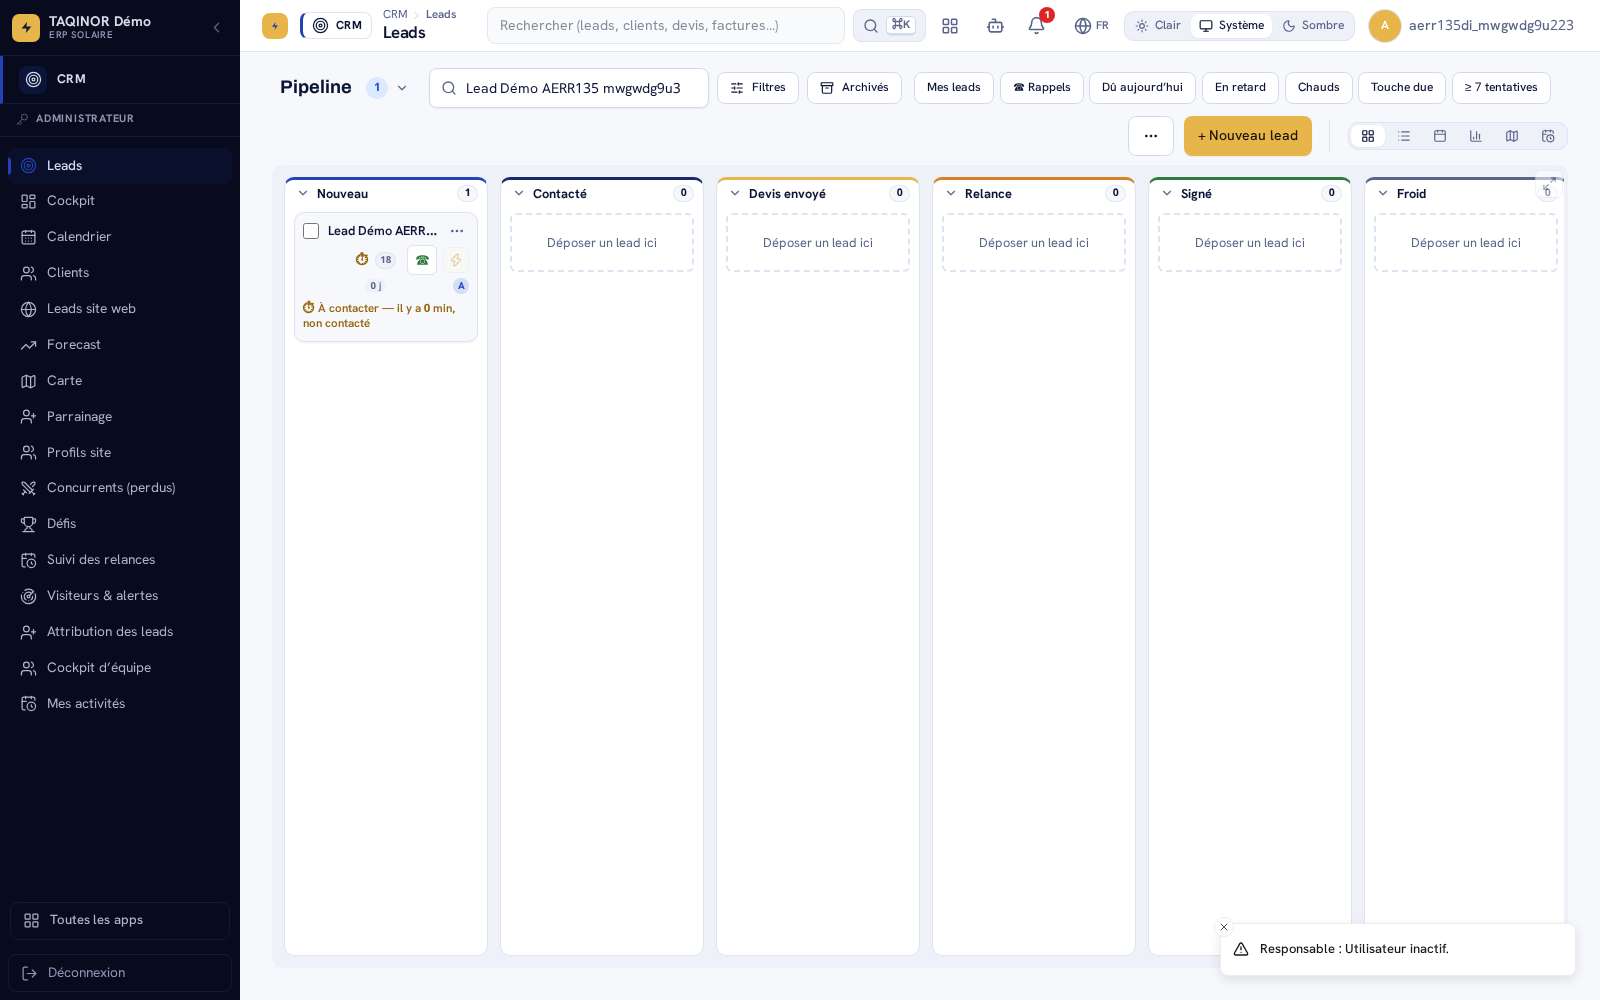 TAQINOR Démo
ERP SOLAIRE
CRM
ADMINISTRATEUR
Leads
Cockpit
Calendrier
Clients
Leads site web
Forecast
Carte
Parrainage
Profils site
Concurrents (perdus)
Défis
Suivi des relances
Visiteurs & alertes
Attribution des leads
Cockpit d’équipe
Mes activités
Toutes les apps
Déconnexion
CRM
CRM > Leads
Leads
Rechercher (leads, clients, devis, factures...)
⌘K
1
FR
Clair
Système
Sombre
A
aerr135di_mwgwdg9u223
Pipeline 1
Lead Démo AERR135 mwgwdg9u3
Filtres
Archivés
Mes leads
☎ Rappels
Dû aujourd’hui
En retard
Chauds
Touche due
≥ 7 tentatives
+ Nouveau lead
Nouveau 1
Contacté 0
Devis envoyé 0
Relance 0
Signé 0
Froid 0
Lead Démo AERR...
18
0 j
A
⏱ À contacter — il y a 0 min,
non contacté
Déposer un lead ici
Déposer un lead ici
Déposer un lead ici
Déposer un lead ici
Déposer un lead ici
Responsable : Utilisateur inactif.